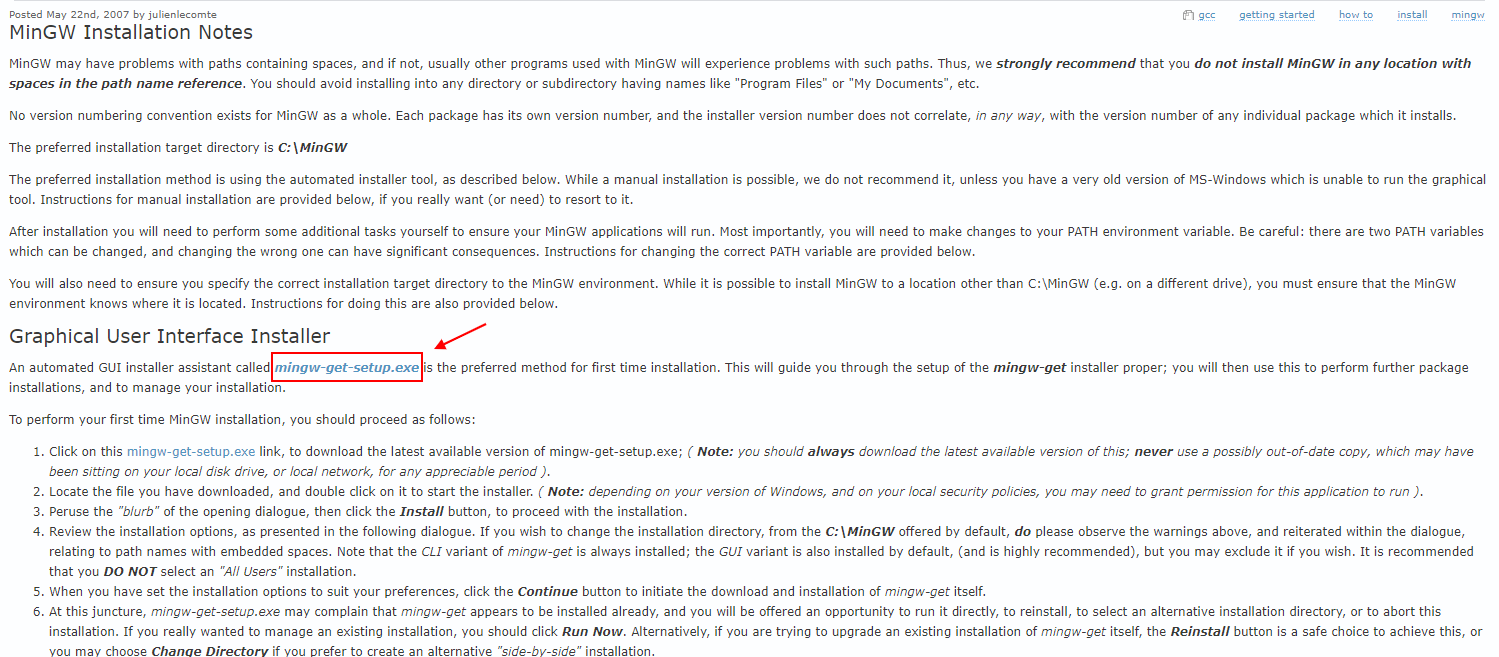 Posted May 22nd, 2007 by julienlecomte
gcc getting started how to install mingw
MinGW Installation Notes
MinGW may have problems with paths containing spaces, and if not, usually other programs used with MinGW will experience problems with such paths. Thus, we strongly recommend that you do not install MinGW in any location with
spaces in the path name reference. You should avoid installing into any directory or subdirectory having names like "Program Files" or "My Documents", etc.
No version numbering convention exists for MinGW as a whole. Each package has its own version number, and the installer version number does not correlate, in any way, with the version number of any individual package which it installs.
The preferred installation target directory is C:\MinGW
The preferred installation method is using the automated installer tool, as described below. While a manual installation is possible, we do not recommend it, unless you have a very old version of MS-Windows which is unable to run the graphical
tool. Instructions for manual installation are provided below, if you really want (or need) to resort to it.
After installation you will need to perform some additional tasks yourself to ensure your MinGW applications will run. Most importantly, you will need to make changes to your PATH environment variable. Be careful: there are two PATH variables
which can be changed, and changing the wrong one can have significant consequences. Instructions for changing the correct PATH variable are provided below.
You will also need to ensure you specify the correct installation target directory to the MinGW environment. While it is possible to install MinGW to a location other than C:\MinGW (e.g. on a different drive), you must ensure that the MinGW
environment know where it is located. Instructions for doing this are also provided below.
Graphical User Interface Installer
An automated GUI installer assistant called mingw-get-setup.exe is the preferred method for first time installation. This will guide you through the setup of the mingw-get installer proper; you will then use this to perform further package
installations, and to manage your installation.
To perform your first time MinGW installation, you should proceed as follows:
1. Click on this mingw-get-setup.exe link, to download the latest available version of mingw-get-setup.exe; ( Note: you should always download the latest available version of this; never use a possibly out-of-date copy, which may have
been sitting on your local disk drive, or local network, for any appreciable period ).
2. Locate the file you have downloaded, and double click on it to start the installer. ( Note: depending on your version of Windows, and on your local security policies, you may need to grant permission for this application to run ).
3. Peruse the "blurb" of the opening dialogue, then click the Install button, to proceed with the installation.
4. Review the installation options, as presented in the following dialogue. If you wish to change the installation directory, from the C:\MinGW offered by default, do please observe the warnings above, and reiterated within the dialogue,
relating to path names with embedded spaces. Note that the CLI variant of mingw-get is always installed; the GUI variant is also installed by default, (and is highly recommended), but you may exclude it if you wish. It is recommended
that you DO NOT select an "All Users" installation.
5. When you have set the installation options to suit your preferences, click the Continue button to initiate the download and installation of mingw-get itself.
6. At this juncture, mingw-get-setup.exe may complain that mingw-get appears to be installed already, and you will be offered an opportunity to run it directly, to reinstall, to select an alternative installation directory, or to abort this
installation. If you really wanted to manage an existing installation, you should click Run Now. Alternatively, if you are trying to upgrade an existing installation of mingw-get itself, the Reinstall button is a safe choice to achieve this, or
you may choose Change Directory if you prefer to create an alternative "side-by-side" installation.